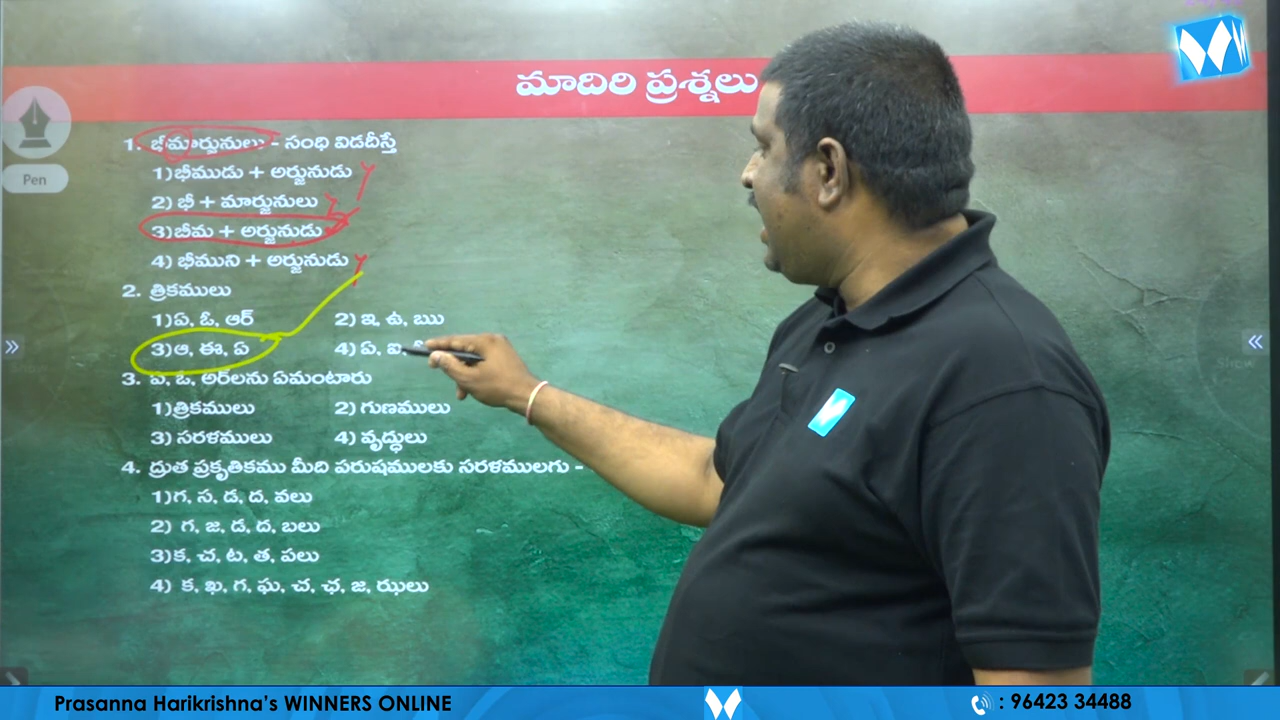 మాదిరి ప్రశ్నలు
Pen
1. భీమార్జునులు - సంధి విడదీస్తే
1)భీముడు + అర్జునుడు
2) భీ + మార్జునులు
3)బీమ + అర్జునుడు
4) భీముని + అర్జునుడు
2. త్రికములు
1)ఏ, ఓ, ఆర్ 2) ఇ, ఉ, ఋ
3)ఆ, ఈ, ఏ 4) ఏ, ఐ,
3. ఏ, ఓ, అర్‌లను ఏమంటారు
1)త్రికములు 2) గుణములు
3) సరళములు 4) వృద్ధులు
4. ద్రుత ప్రకృతికము మీది పరుషములకు సరళములగు -
1)గ, స, డ, ద, వలు
2) గ, జ, డ, ద, బలు
3)క, చ, ట, త, పలు
4) క, ఖ, గ, ఘ, చ, ఛ, జ, ఝలు
Prasanna Harikrishna's WINNERS ONLINE : 96423 34488